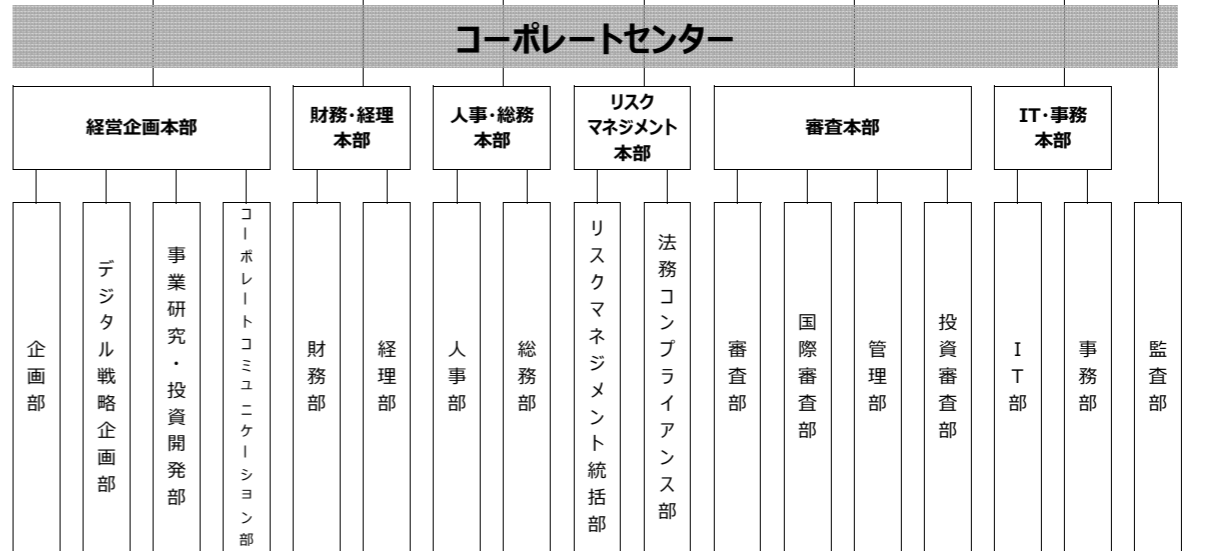 コーポレートセンター
経営企画本部
財務・経理
本部
人事・総務
本部
リスク
マネジメント
本部
審査本部
IT・事務
本部
企画部
デジタル戦略企画部
事業研究・投資開発部
コーポレートコミュニケーション部
財務部
経理部
人事部
総務部
リスクマネジメント統括部
法務コンプライアンス部
審査部
国際審査部
管理部
投資審査部
IT部
事務部
監査部